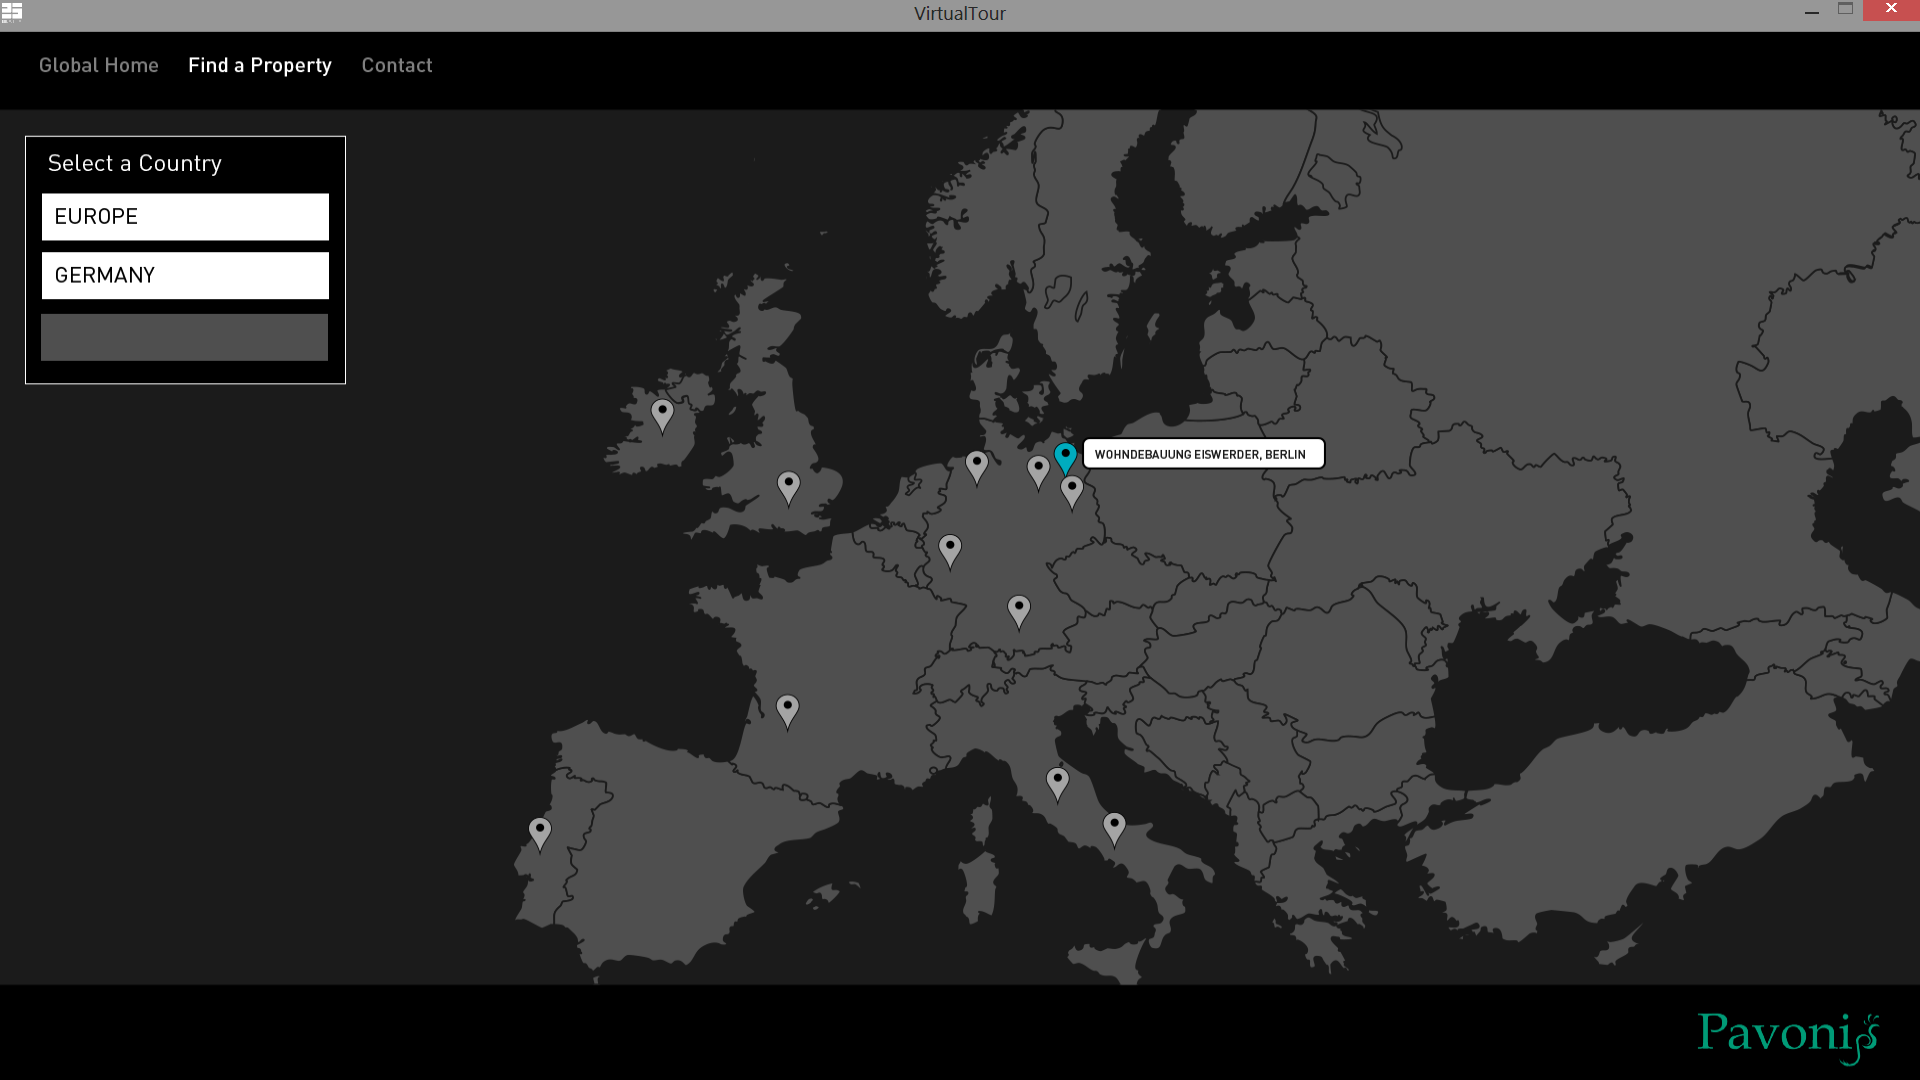 VirtualTour
Global Home Find a Property Contact
Select a Country
EUROPE
GERMANY
WOHNDEBAUUNG EISWERDER, BERLIN
Pavonis